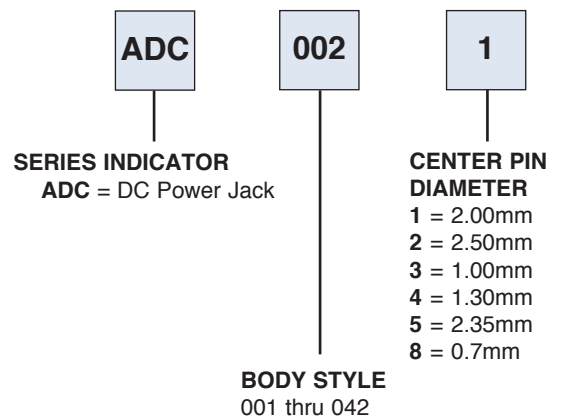 ADC 002 1
SERIES INDICATOR
ADC = DC Power Jack
CENTER PIN
DIAMETER
1 = 2.00mm
2 = 2.50mm
3 = 1.00mm
4 = 1.30mm
5 = 2.35mm
8 = 0.7mm
BODY STYLE
001 thru 042